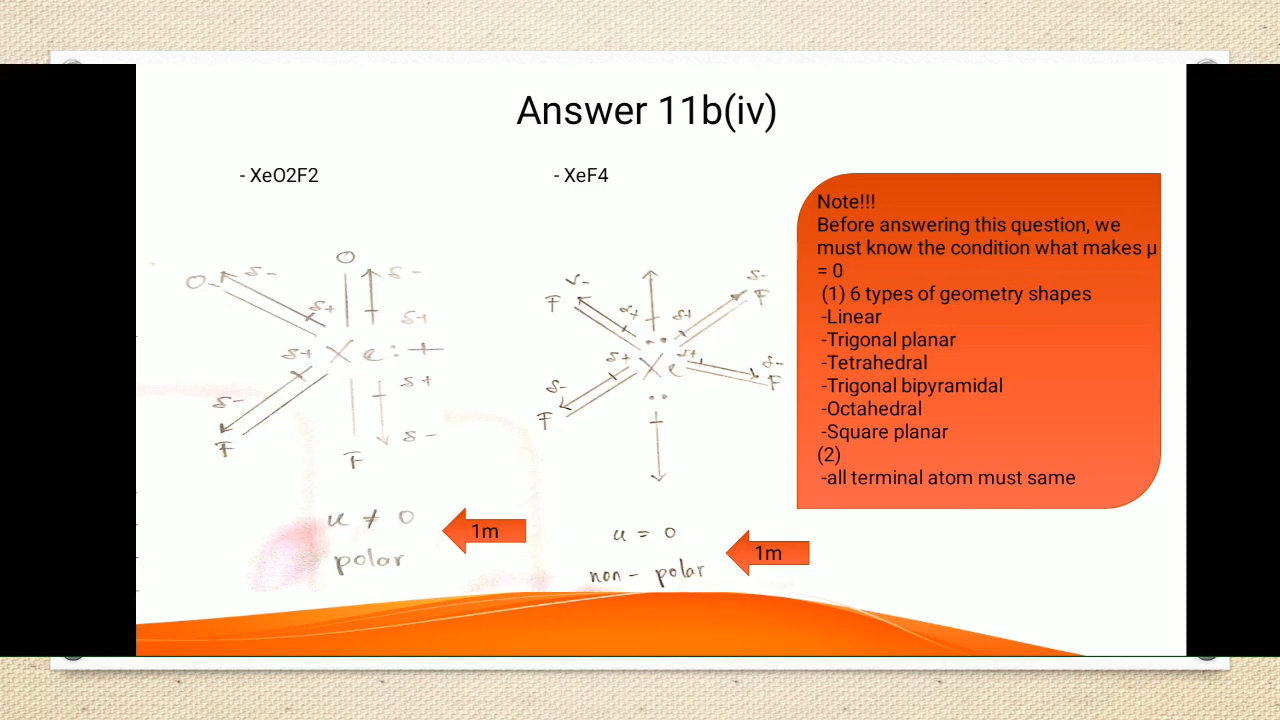 Answer 11b(iv)
- XeO2F2
- XeF4
O
O
δ-
δ-
δ+
δ+
δ+
Xe:
δ+
δ-
δ-
F
F
u ≠ 0
polar
1m
F
δ-
F
δ+
δ+
δ+
δ+
Xe
δ-
F
δ-
F
u = 0
non - polar
1m
Note!!!
Before answering this question, we
must know the condition what makes μ
= 0
(1) 6 types of geometry shapes
-Linear
-Trigonal planar
-Tetrahedral
-Trigonal bipyramidal
-Octahedral
-Square planar
(2)
-all terminal atom must same